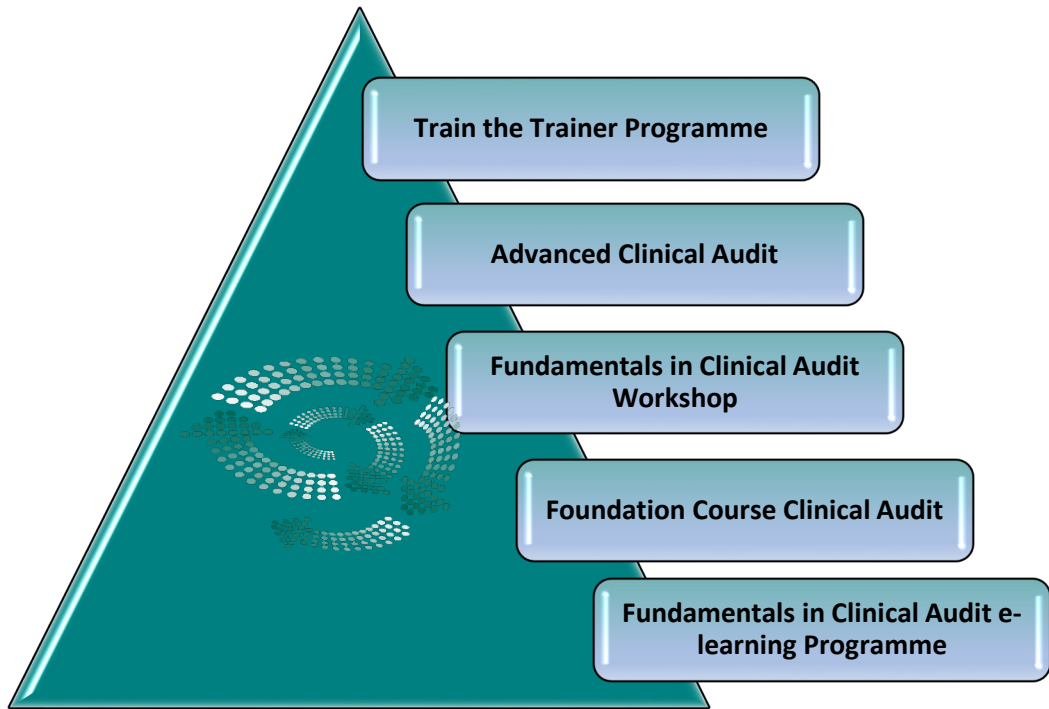 Train the Trainer Programme
Advanced Clinical Audit
Fundamentals in Clinical Audit
Workshop
Foundation Course Clinical Audit
Fundamentals in Clinical Audit e-
learning Programme